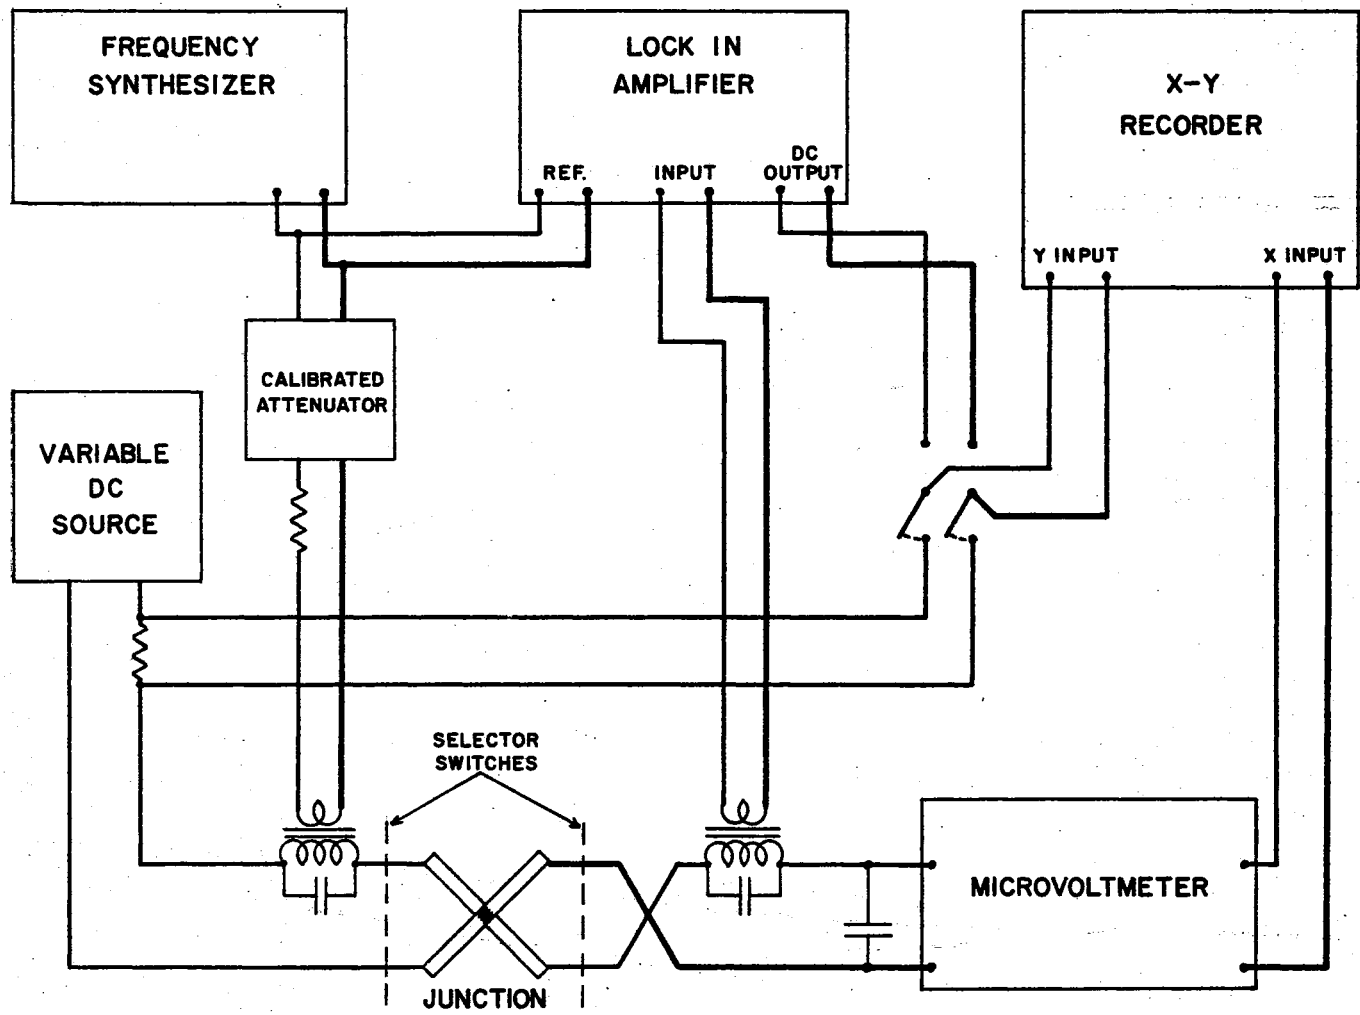 FREQUENCY
SYNTHESIZER
LOCK IN
AMPLIFIER
REF.
INPUT
DC
OUTPUT
X-Y
RECORDER
Y INPUT
X INPUT
CALIBRATED
ATTENUATOR
VARIABLE
DC
SOURCE
SELECTOR
SWITCHES
JUNCTION
MICROVOLTMETER